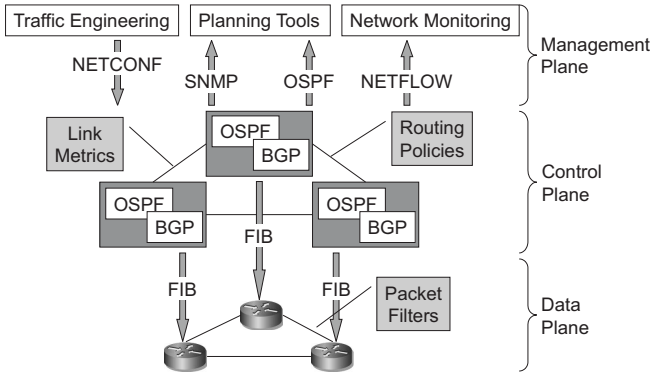 Traffic Engineering
Planning Tools
Network Monitoring
Management
Plane
NETCONF
SNMP
OSPF
NETFLOW
Link
Metrics
OSPF
BGP
Routing
Policies
Control
Plane
OSPF
BGP
OSPF
BGP
FIB
FIB
FIB
Packet
Filters
Data
Plane